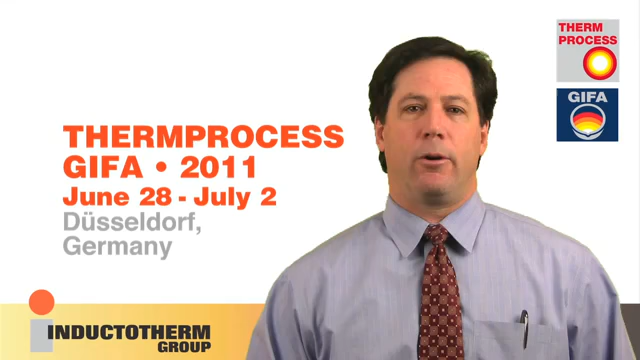 THERMPROCESS
GIFA • 2011
June 28 - July 2
Düsseldorf,
Germany
THERM
PROCESS
GIFA
INDUCTOTHERM
GROUP